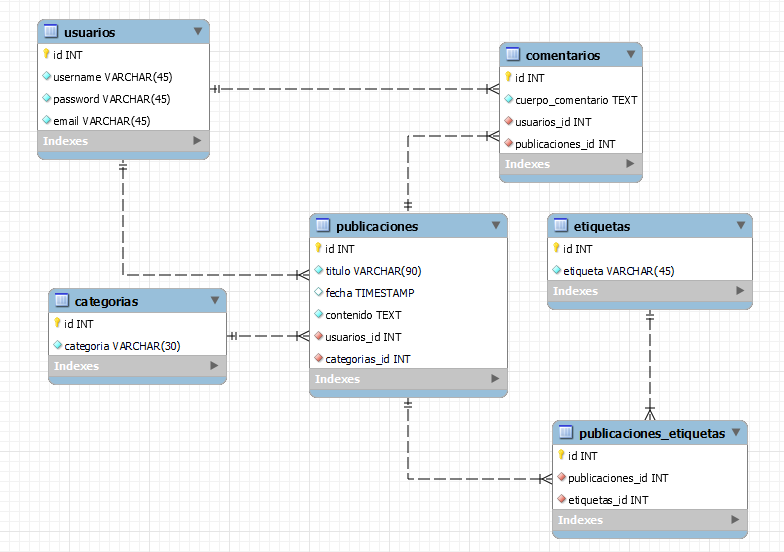 usuarios
id INT
username VARCHAR(45)
password VARCHAR(45)
email VARCHAR(45)
Indexes
comentarios
id INT
cuerpo_comentario TEXT
usuarios_id INT
publicaciones_id INT
Indexes
publicaciones
id INT
titulo VARCHAR(90)
fecha TIMESTAMP
contenido TEXT
usuarios_id INT
categorias_id INT
Indexes
etiquetas
id INT
etiqueta VARCHAR(45)
Indexes
categorias
id INT
categoria VARCHAR(30)
Indexes
publicaciones_etiquetas
id INT
publicaciones_id INT
etiquetas_id INT
Indexes